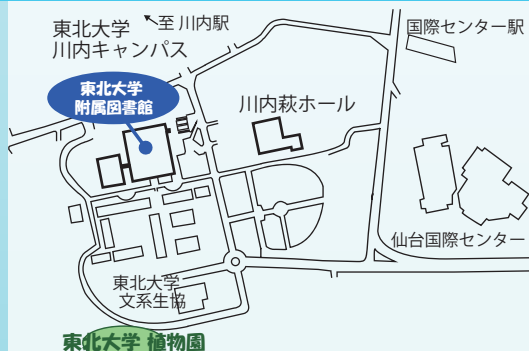 東北大学
川内キャンパス
至 川内駅
国際センター駅
東北大学
附属図書館
川内萩ホール
仙台国際センター
東北大学
文系生協
東北大学 植物園